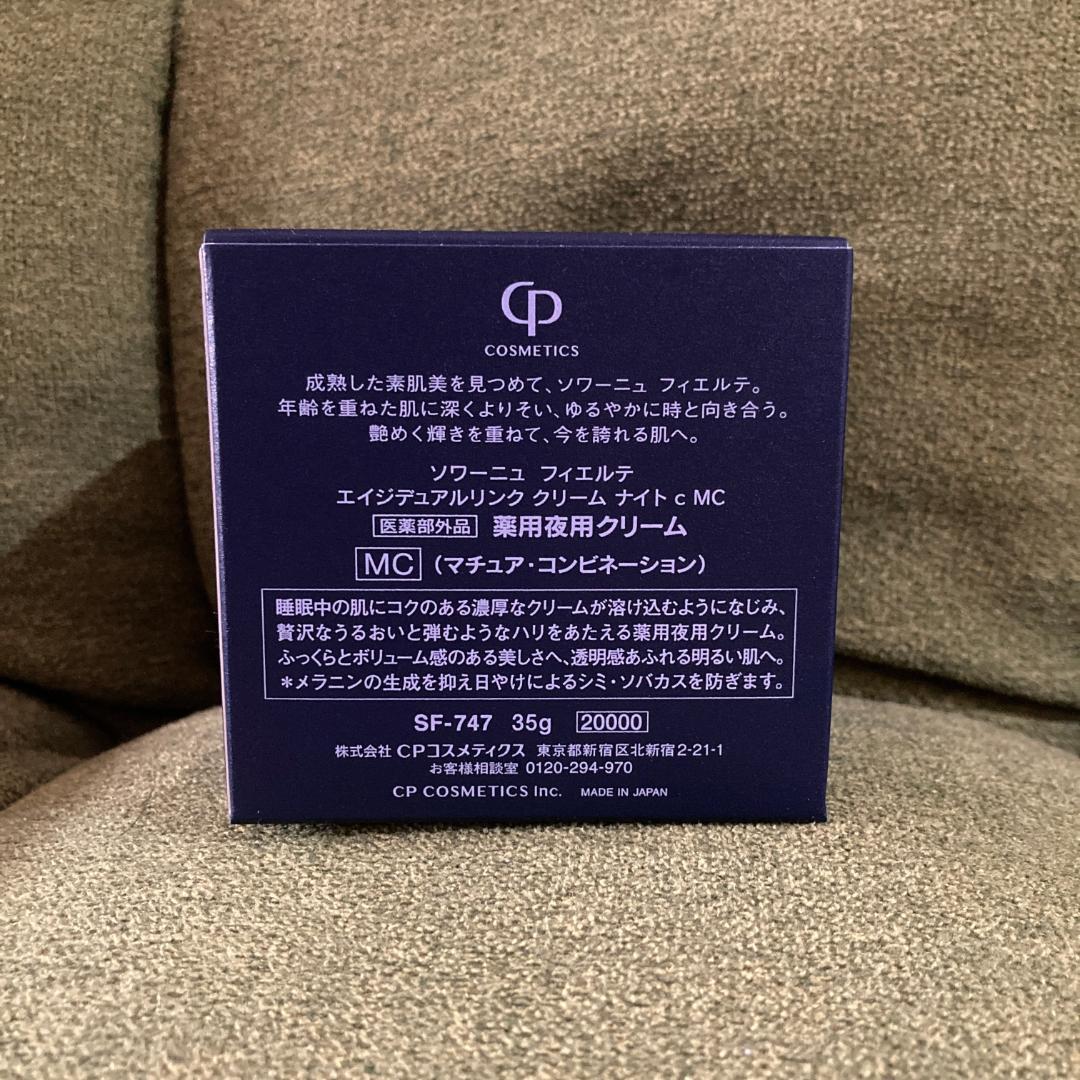 CP
COSMETICS
成熟した素肌美を見つめて、ソワーニュ フィエルテ。
年齢を重ねた肌に深くよりそい、ゆるやかに時と向き合う。
艶めく輝きを重ねて、今を誇れる肌へ。
ソワーニュ フィエルテ
エイジデュアルリンク クリーム ナイト c MC
医薬部外品 薬用夜用クリーム
MC (マチュア・コンビネーション)
睡眠中の肌にコクのある濃厚なクリームが溶け込むようになじみ、
贅沢なうるおいと弾むようなハリをあたえる薬用夜用クリーム。
ふっくらとボリューム感のある美しさへ、透明感あふれる明るい肌へ。
*メラニンの生成を抑え日やけによるシミ・ソバカスを防ぎます。
SF-747 35g 20000
株式会社 CPコスメティクス 東京都新宿区北新宿2-21-1
お客様相談室 0120-294-970
CP COSMETICS Inc. MADE IN JAPAN